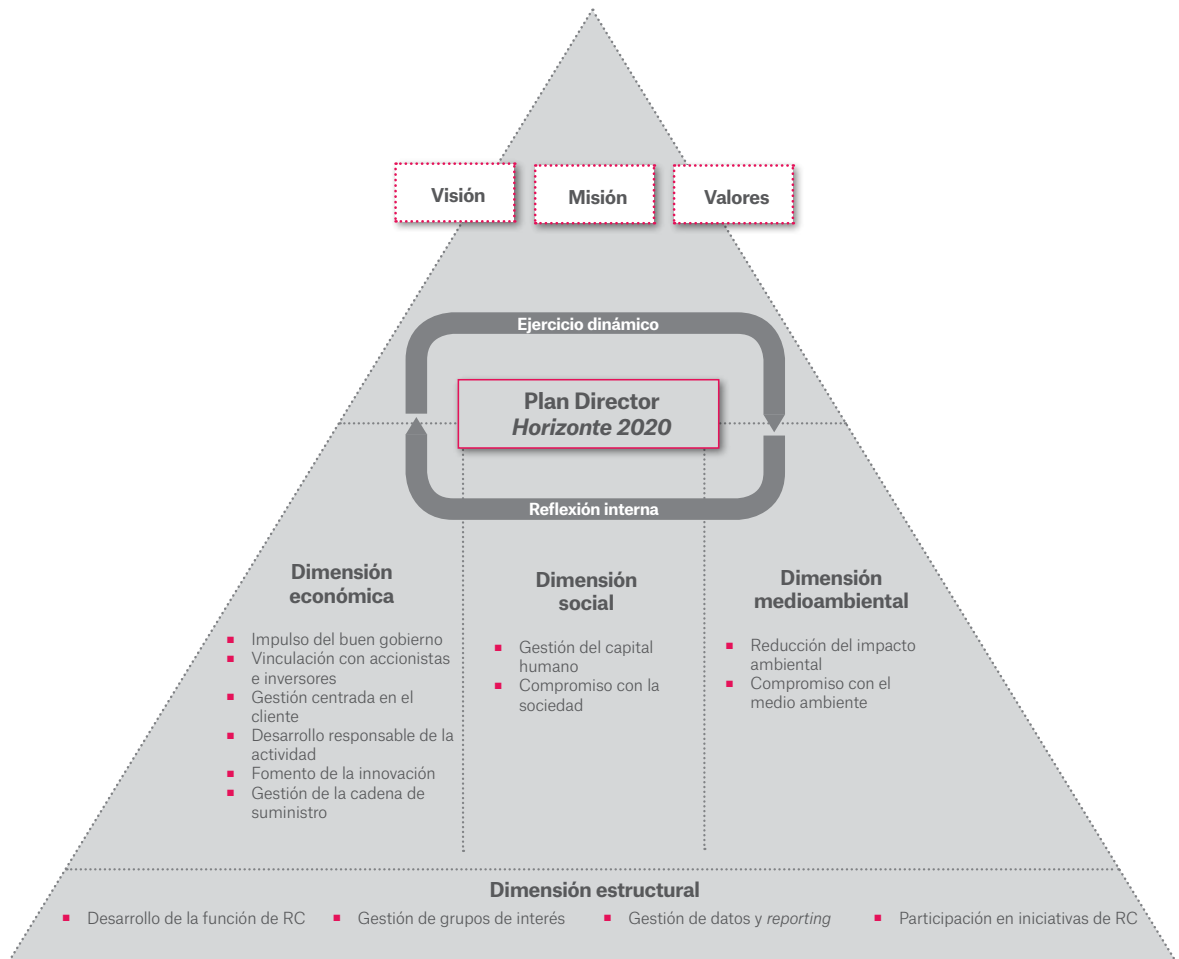 Visión
Misión
Valores
Ejercicio dinámico
Plan Director
Horizonte 2020
Reflexión interna
Dimensión
económica
Impulso del buen gobierno
Vinculación con accionistas
e inversores
Gestión centrada en el
cliente
Desarrollo responsable de la
actividad
Fomento de la innovación
Gestión de la cadena de
suministro
Dimensión
social
Gestión del capital
humano
Compromiso con la
sociedad
Dimensión
medioambiental
Reducción del impacto
ambiental
Compromiso con el
medio ambiente
Dimensión estructural
Desarrollo de la función de RC
Gestión de grupos de interés
Gestión de datos y reporting
Participación en iniciativas de RC